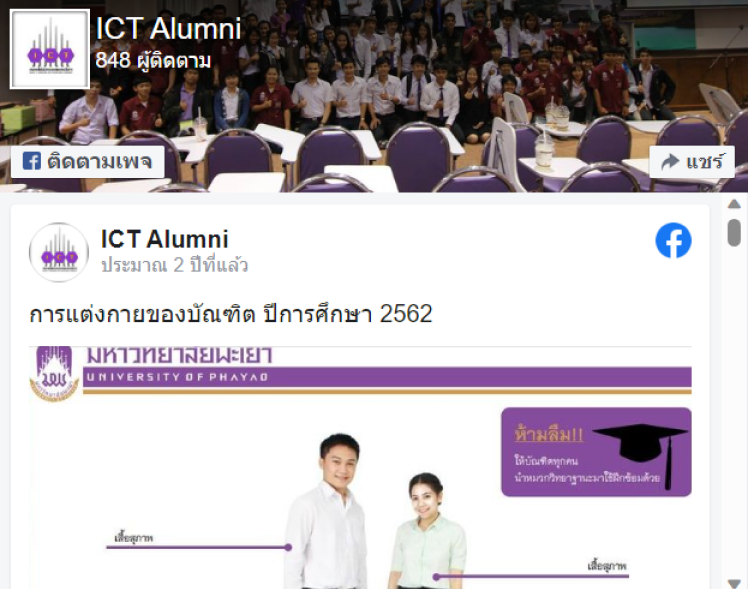 ICT Alumni
848 ผู้ติดตาม
ติดตามเพจ
แชร์
ICT Alumni
ประมาณ 2 ปีที่แล้ว
การแต่งกายของบัณฑิต ปีการศึกษา 2562
มหาวิทยาลัยพะเยา
UNIVERSITY OF PHAYAO
ห้ามลืม!!
ให้บัณฑิตทุกคน
นำหมวกวิทยาฐานะมาใช้ฝึกซ้อมด้วย
เสื้อสุภาพ
เสื้อสุภาพ